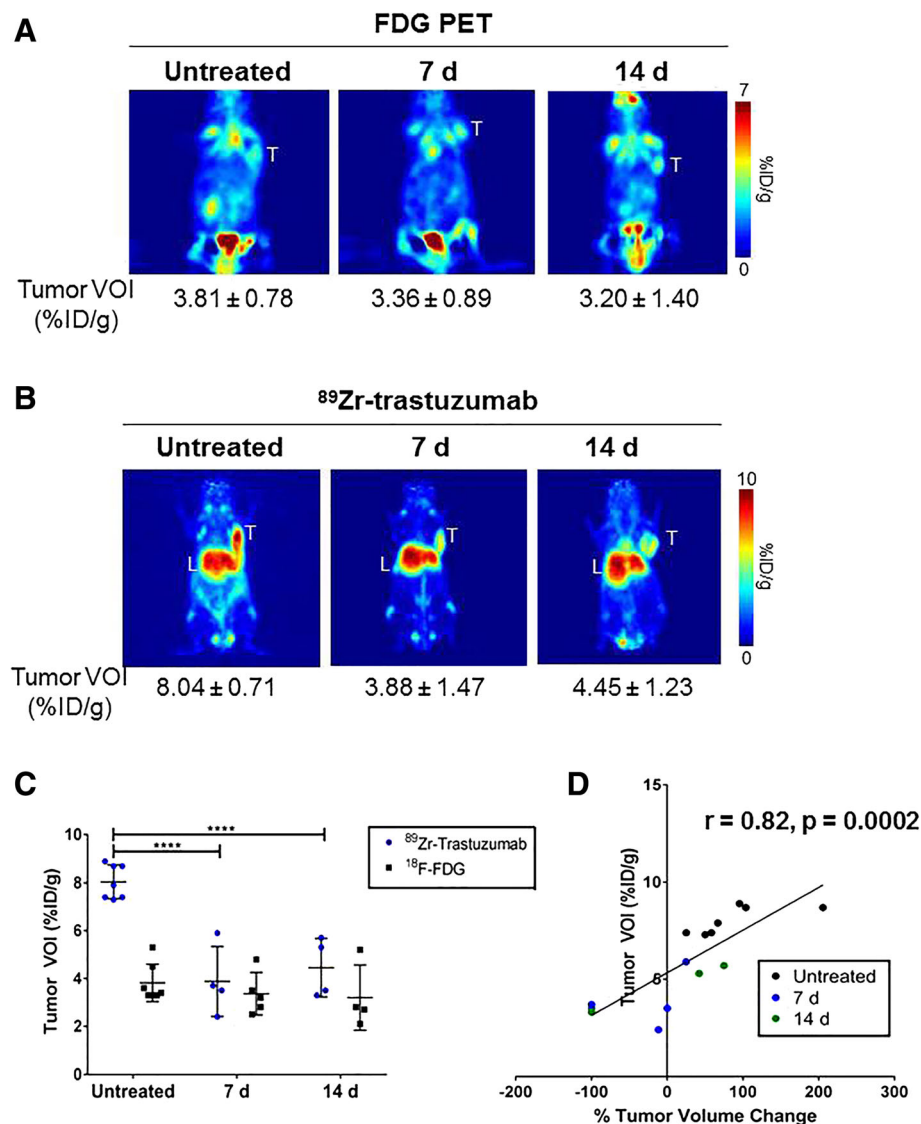 A
FDG PET
Untreated 7 d 14 d
T T T
7
%ID/g
0
Tumor VOI
(%ID/g)
3.81 ± 0.78 3.36 ± 0.89 3.20 ± 1.40
B
⁸⁹Zr-trastuzumab
Untreated 7 d 14 d
T T T
L L L
10
%ID/g
0
Tumor VOI
(%ID/g)
8.04 ± 0.71 3.88 ± 1.47 4.45 ± 1.23
C
Tumor VOI (%ID/g)
10
8
6
4
2
0
****
****
⁸⁹Zr-Trastuzumab
¹⁸F-FDG
Untreated 7 d 14 d
D
Tumor VOI (%ID/g)
15
10
5
r = 0.82, p = 0.0002
Untreated
7 d
14 d
-200 -100 0 100 200 300
% Tumor Volume Change